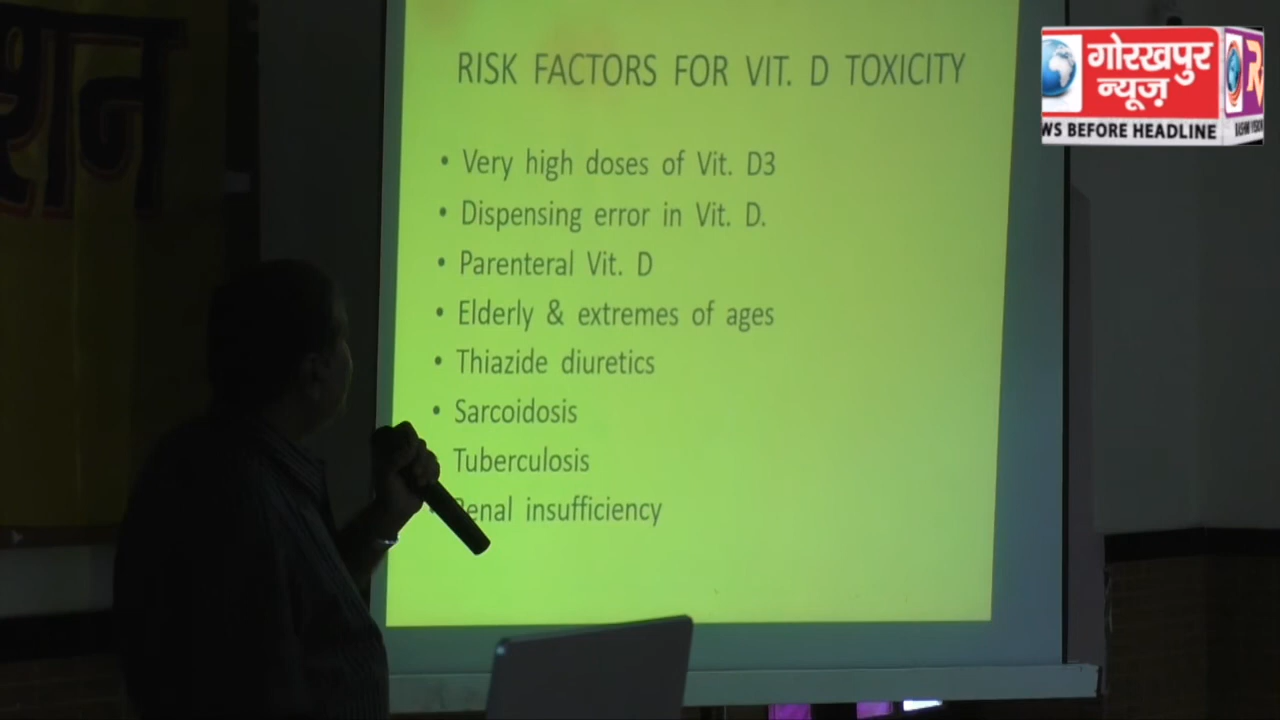 RISK FACTORS FOR VIT. D TOXICITY
• Very high doses of Vit. D3
• Dispensing error in Vit. D.
• Parenteral Vit. D
• Elderly & extremes of ages
• Thiazide diuretics
• Sarcoidosis
Tuberculosis
• Renal insufficiency
गोरखपुर
न्यूज़
WS BEFORE HEADLINE